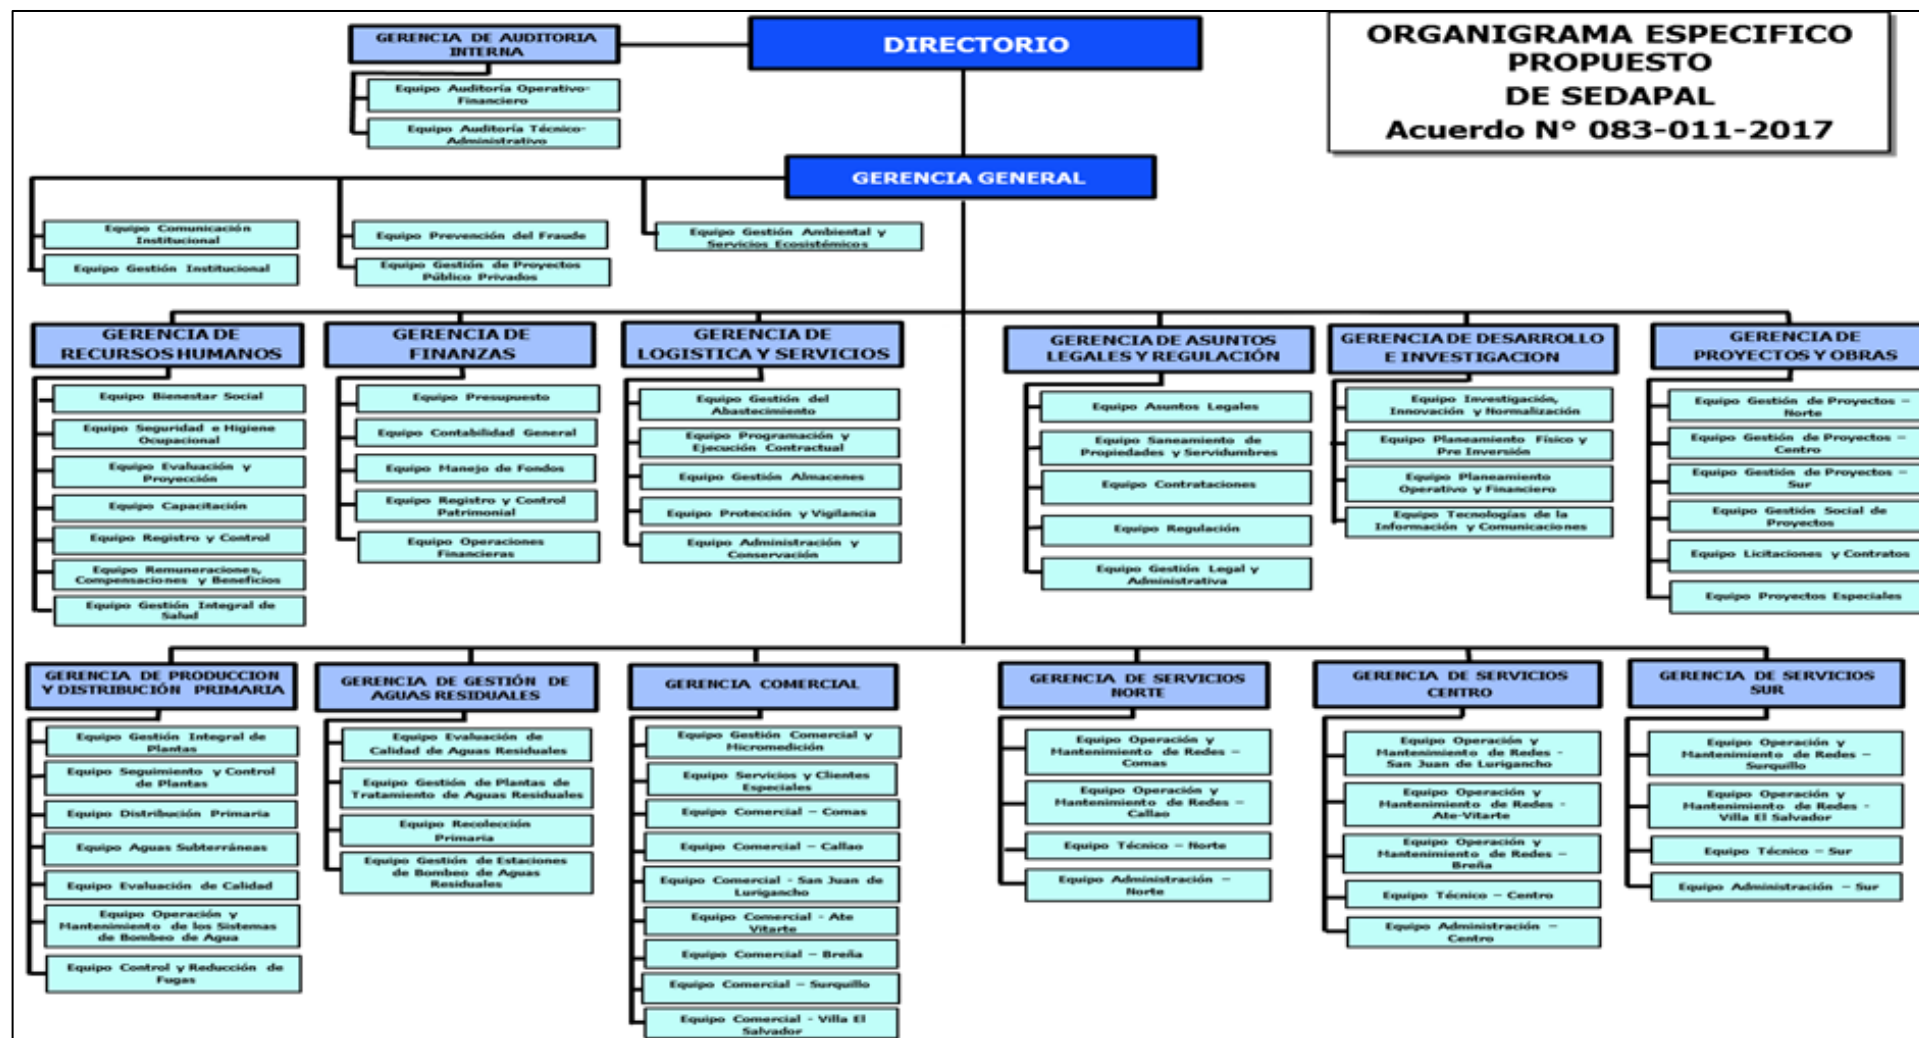 GERENCIA DE AUDITORIA
INTERNA
DIRECTORIO
ORGANIGRAMA ESPECIFICO
PROPUESTO
DE SEDAPAL
Acuerdo N° 083-011-2017
Equipo Auditoría Operativo-
Financiero
Equipo Auditoría Técnico-
Administrativo
GERENCIA GENERAL
Equipo Comunicación
Institucional
Equipo Gestión Institucional
Equipo Prevención del Fraude
Equipo Gestión de Proyectos
Público Privados
Equipo Gestión Ambiental y
Servicios Ecosistémicos
GERENCIA DE
RECURSOS HUMANOS
Equipo Bienestar Social
Equipo Seguridad e Higiene
Ocupacional
Equipo Evaluación y
Proyección
Equipo Capacitación
Equipo Registro y Control
Equipo Remuneraciones,
Compensaciones y Beneficios
Equipo Gestión Integral de
Salud
GERENCIA DE
FINANZAS
Equipo Presupuesto
Equipo Contabilidad General
Equipo Manejo de Fondos
Equipo Registro y Control
Patrimonial
Equipo Operaciones
Financieras
GERENCIA DE
LOGISTICA Y SERVICIOS
Equipo Gestión del
Abastecimiento
Equipo Programación y
Ejecución Contractual
Equipo Gestión Almacenes
Equipo Protección y Vigilancia
Equipo Administración y
Conservación
GERENCIA DE ASUNTOS
LEGALES Y REGULACIÓN
Equipo Asuntos Legales
Equipo Saneamiento de
Propiedades y Servidumbres
Equipo Contrataciones
Equipo Regulación
Equipo Gestión Legal y
Administrativa
GERENCIA DE DESARROLLO
E INVESTIGACION
Equipo Investigación,
Innovación y Normalización
Equipo Planeamiento Físico y
Pre Inversión
Equipo Planeamiento
Operativo y Financiero
Equipo Tecnologías de la
Información y Comunicaciones
GERENCIA DE
PROYECTOS Y OBRAS
Equipo Gestión de Proyectos –
Norte
Equipo Gestión de Proyectos –
Centro
Equipo Gestión de Proyectos –
Sur
Equipo Gestión Social de
Proyectos
Equipo Licitaciones y Contratos
Equipo Proyectos Especiales
GERENCIA DE PRODUCCION
Y DISTRIBUCIÓN PRIMARIA
Equipo Gestión Integral de
Plantas
Equipo Seguimiento y Control
de Plantas
Equipo Distribución Primaria
Equipo Aguas Subterráneas
Equipo Evaluación de Calidad
Equipo Operación y
Mantenimiento de los Sistemas
de Bombeo de Agua
Equipo Control y Reducción de
Fugas
GERENCIA DE GESTIÓN DE
AGUAS RESIDUALES
Equipo Evaluación de
Calidad de Aguas Residuales
Equipo Gestión de Plantas de
Tratamiento de Aguas Residuales
Equipo Recolección
Primaria
Equipo Gestión de Estaciones
de Bombeo de Aguas
Residuales
GERENCIA COMERCIAL
Equipo Gestión Comercial y
Micromedición
Equipo Servicios y Clientes
Especiales
Equipo Comercial – Comas
Equipo Comercial – Callao
Equipo Comercial - San Juan de
Lurigancho
Equipo Comercial - Ate
Vitarte
Equipo Comercial – Breña
Equipo Comercial – Surquillo
Equipo Comercial - Villa El
Salvador
GERENCIA DE SERVICIOS
NORTE
Equipo Operación y
Mantenimiento de Redes –
Comas
Equipo Operación y
Mantenimiento de Redes –
Callao
Equipo Técnico – Norte
Equipo Administración –
Norte
GERENCIA DE SERVICIOS
CENTRO
Equipo Operación y
Mantenimiento de Redes -
San Juan de Lurigancho
Equipo Operación y
Mantenimiento de Redes -
Ate-Vitarte
Equipo Operación y
Mantenimiento de Redes –
Breña
Equipo Técnico – Centro
Equipo Administración –
Centro
GERENCIA DE SERVICIOS
SUR
Equipo Operación y
Mantenimiento de Redes –
Surquillo
Equipo Operación y
Mantenimiento de Redes -
Villa El Salvador
Equipo Técnico – Sur
Equipo Administración – Sur